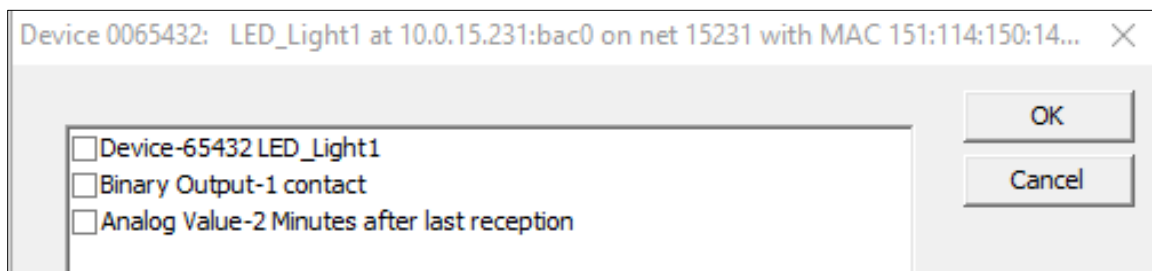 Device 0065432: LED_Light1 at 10.0.15.231:bac0 on net 15231 with MAC 151:114:150:14...
OK
Device-65432 LED_Light1
Binary Output-1 contact
Cancel
Analog Value-2 Minutes after last reception